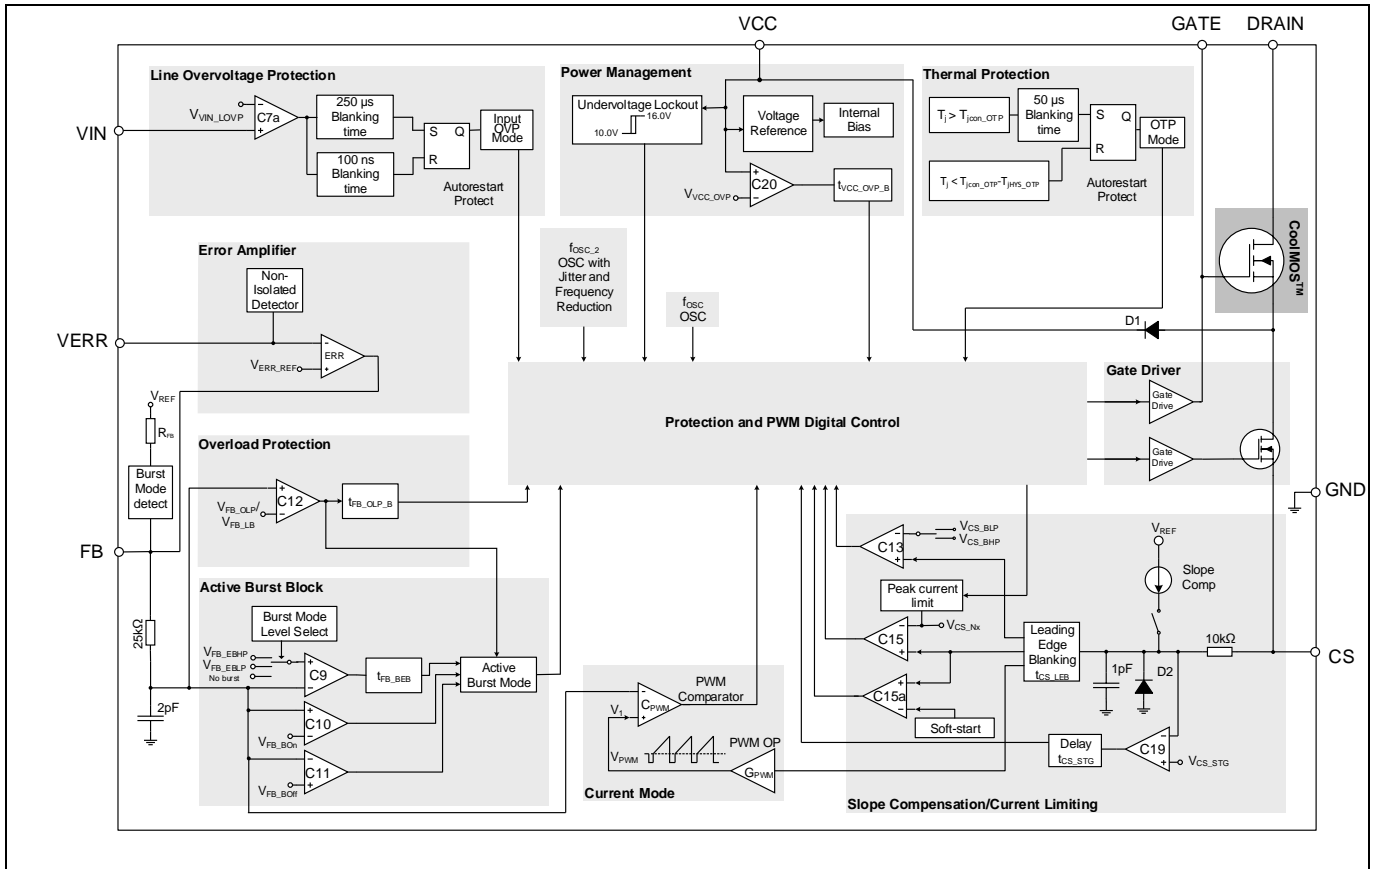 VCC
GATE
DRAIN
Line Overvoltage Protection
V_VIN_LOVP
C7a
−
+
250 µs
Blanking
time
100 ns
Blanking
time
S
Q
R
Input
OVP
Mode
Autorestart
Protect
VIN
Power Management
Undervoltage Lockout
16.0V
10.0V
Voltage
Reference
Internal
Bias
+
C20
−
V_VCC_OVP
t_VCC_OVP_B
Thermal Protection
T_j > T_jcon_OTP
50 µs
Blanking
time
S
Q
R
OTP
Mode
T_j < T_jcon_OTP-T_jHYS_OTP
Autorestart
Protect
CoolMOS™
Error Amplifier
Non-
Isolated
Detector
VERR
−
ERR
+
V_ERR_REF
f_OSC_2
OSC with
Jitter and
Frequency
Reduction
f_OSC
OSC
D1
Protection and PWM Digital Control
Gate Driver
Gate
Drive
Gate
Drive
GND
V_REF
R_FB
Burst
Mode
detect
FB
25kΩ
2pF
Overload Protection
+
C12
−
V_FB_OLP/
V_FB_LB
t_FB_OLP_B
Active Burst Block
Burst Mode
Level Select
V_FB_EBHP
V_FB_EBLP
No burst
+
C9
−
t_FB_BEB
Active
Burst Mode
+
C10
−
V_FB_BOn
−
C11
+
V_FB_BOff
−
C_PWM
+
PWM
Comparator
V_1
V_PWM
PWM OP
G_PWM
Current Mode
−
C13
+
V_CS_BLP
V_CS_BHP
Peak current
limit
V_CS_Nx
−
C15
+
+
C15a
−
Soft-start
Leading
Edge
Blanking
t_CS_LEB
V_REF
Slope
Comp
10kΩ
CS
1pF
D2
Delay
t_CS_STG
−
C19
+
V_CS_STG
Slope Compensation/Current Limiting